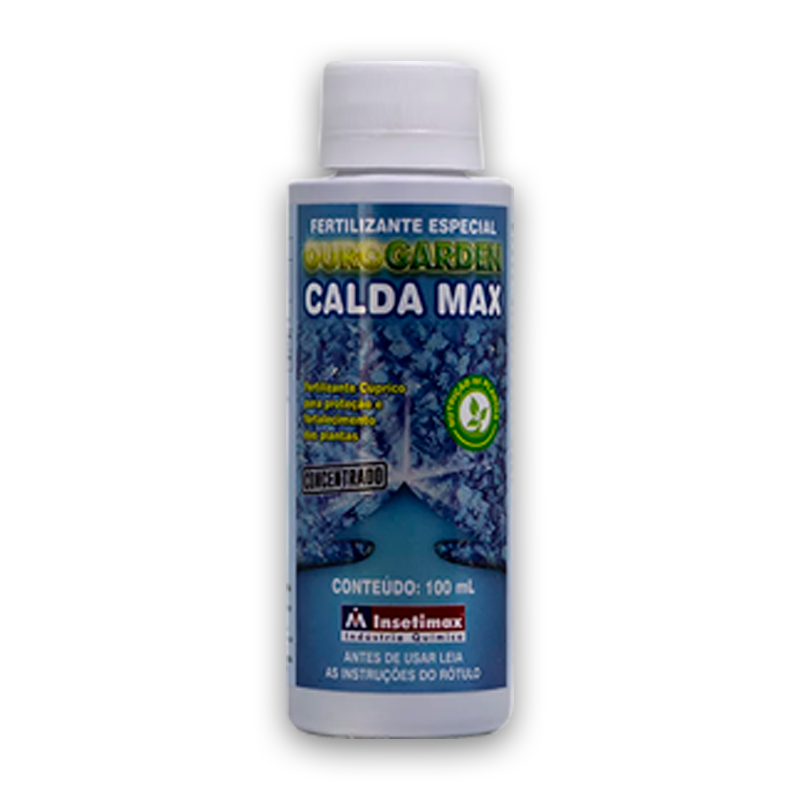 FERTILIZANTE ESPECIAL
OUROGARDEN
CALDA MAX
Fertilizante Cúprico
para proteção e
fortalecimento
das plantas
NUTRIÇÃO
CONCENTRADO
CONTEÚDO: 100 mL
Insetimax
Indústria Química
ANTES DE USAR LEIA
AS INSTRUÇÕES DO RÓTULO